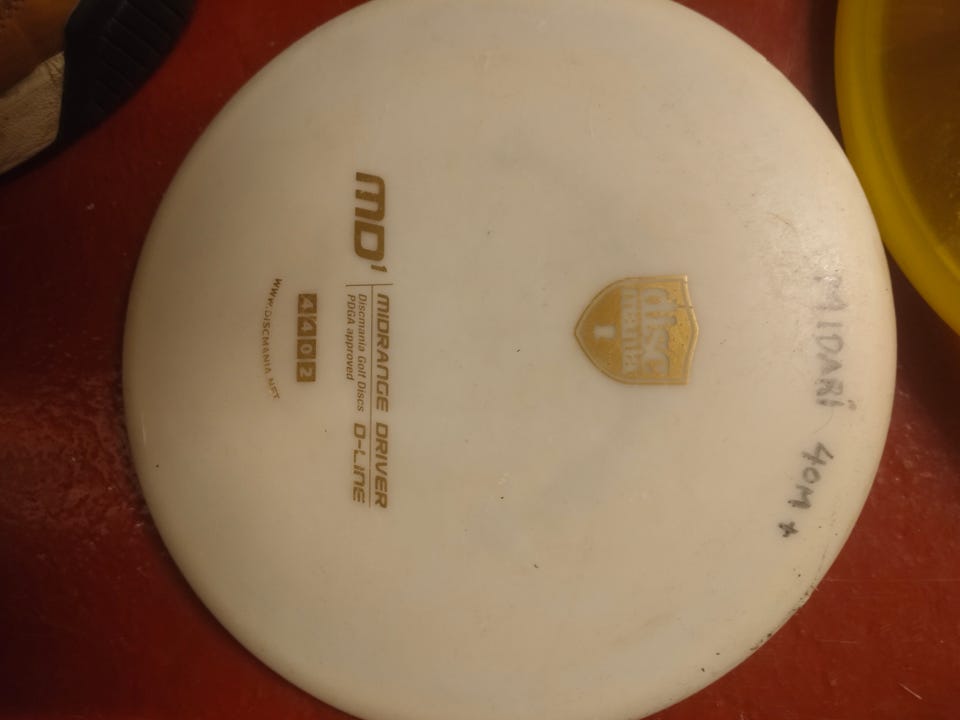 MIDARI 40M +
disc
mania
MD1
MIDRANGE DRIVER
Discmania Golf Discs D-LINE
PDGA approved
4 4 0 2
WWW.DISCMANIA.NET